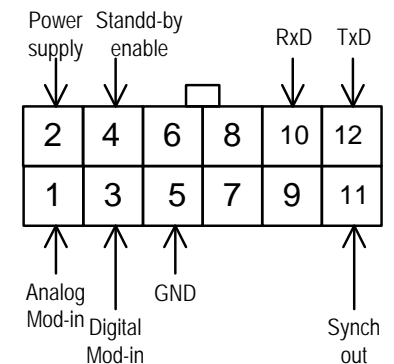 Power Standd-by
supply enable
RxD TxD
2 4 6 8 10 12
1 3 5 7 9 11
Analog
Mod-in
Digital
Mod-in
GND
Synch
out